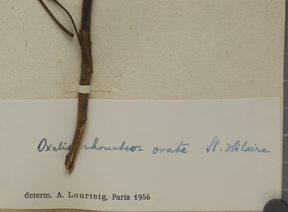 Oxalis rhombeo-ovata St. Hilaire
determ. A. Lourteig, Paris 1956